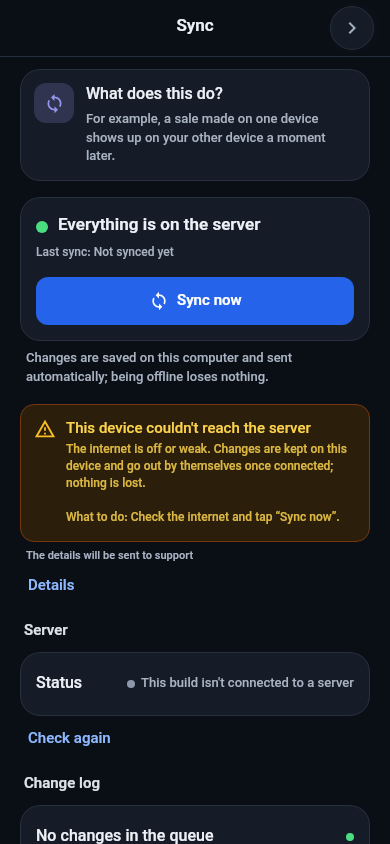 Sync
What does this do?
For example, a sale made on one device
shows up on your other device a moment
later.
Everything is on the server
Last sync: Not synced yet
Sync now
Changes are saved on this computer and sent
automatically; being offline loses nothing.
This device couldn't reach the server
The internet is off or weak. Changes are kept on this
device and go out by themselves once connected;
nothing is lost.
What to do: Check the internet and tap “Sync now”.
The details will be sent to support
Details
Server
Status
This build isn't connected to a server
Check again
Change log
No changes in the queue